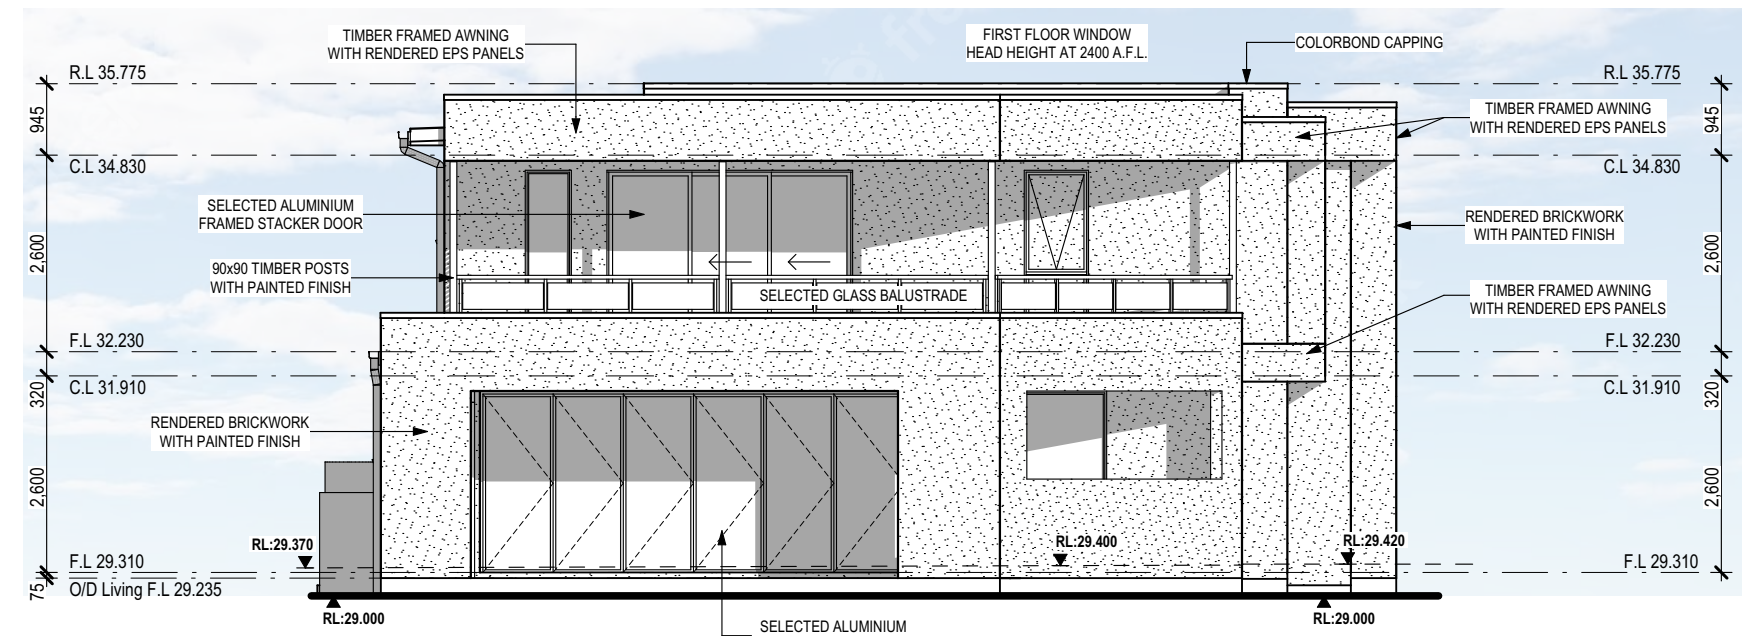 TIMBER FRAMED AWNING
WITH RENDERED EPS PANELS
FIRST FLOOR WINDOW
HEAD HEIGHT AT 2400 A.F.L.
COLORBOND CAPPING
R.L 35.775
R.L 35.775
945
945
TIMBER FRAMED AWNING
WITH RENDERED EPS PANELS
C.L 34.830
C.L 34.830
SELECTED ALUMINIUM
FRAMED STACKER DOOR
RENDERED BRICKWORK
WITH PAINTED FINISH
2,600
2,600
90x90 TIMBER POSTS
WITH PAINTED FINISH
SELECTED GLASS BALUSTRADE
TIMBER FRAMED AWNING
WITH RENDERED EPS PANELS
F.L 32.230
F.L 32.230
320
320
C.L 31.910
C.L 31.910
RENDERED BRICKWORK
WITH PAINTED FINISH
2,600
2,600
RL:29.370
RL:29.400
RL:29.420
F.L 29.310
F.L 29.310
75
O/D Living F.L 29.235
RL:29.000
RL:29.000
SELECTED ALUMINIUM